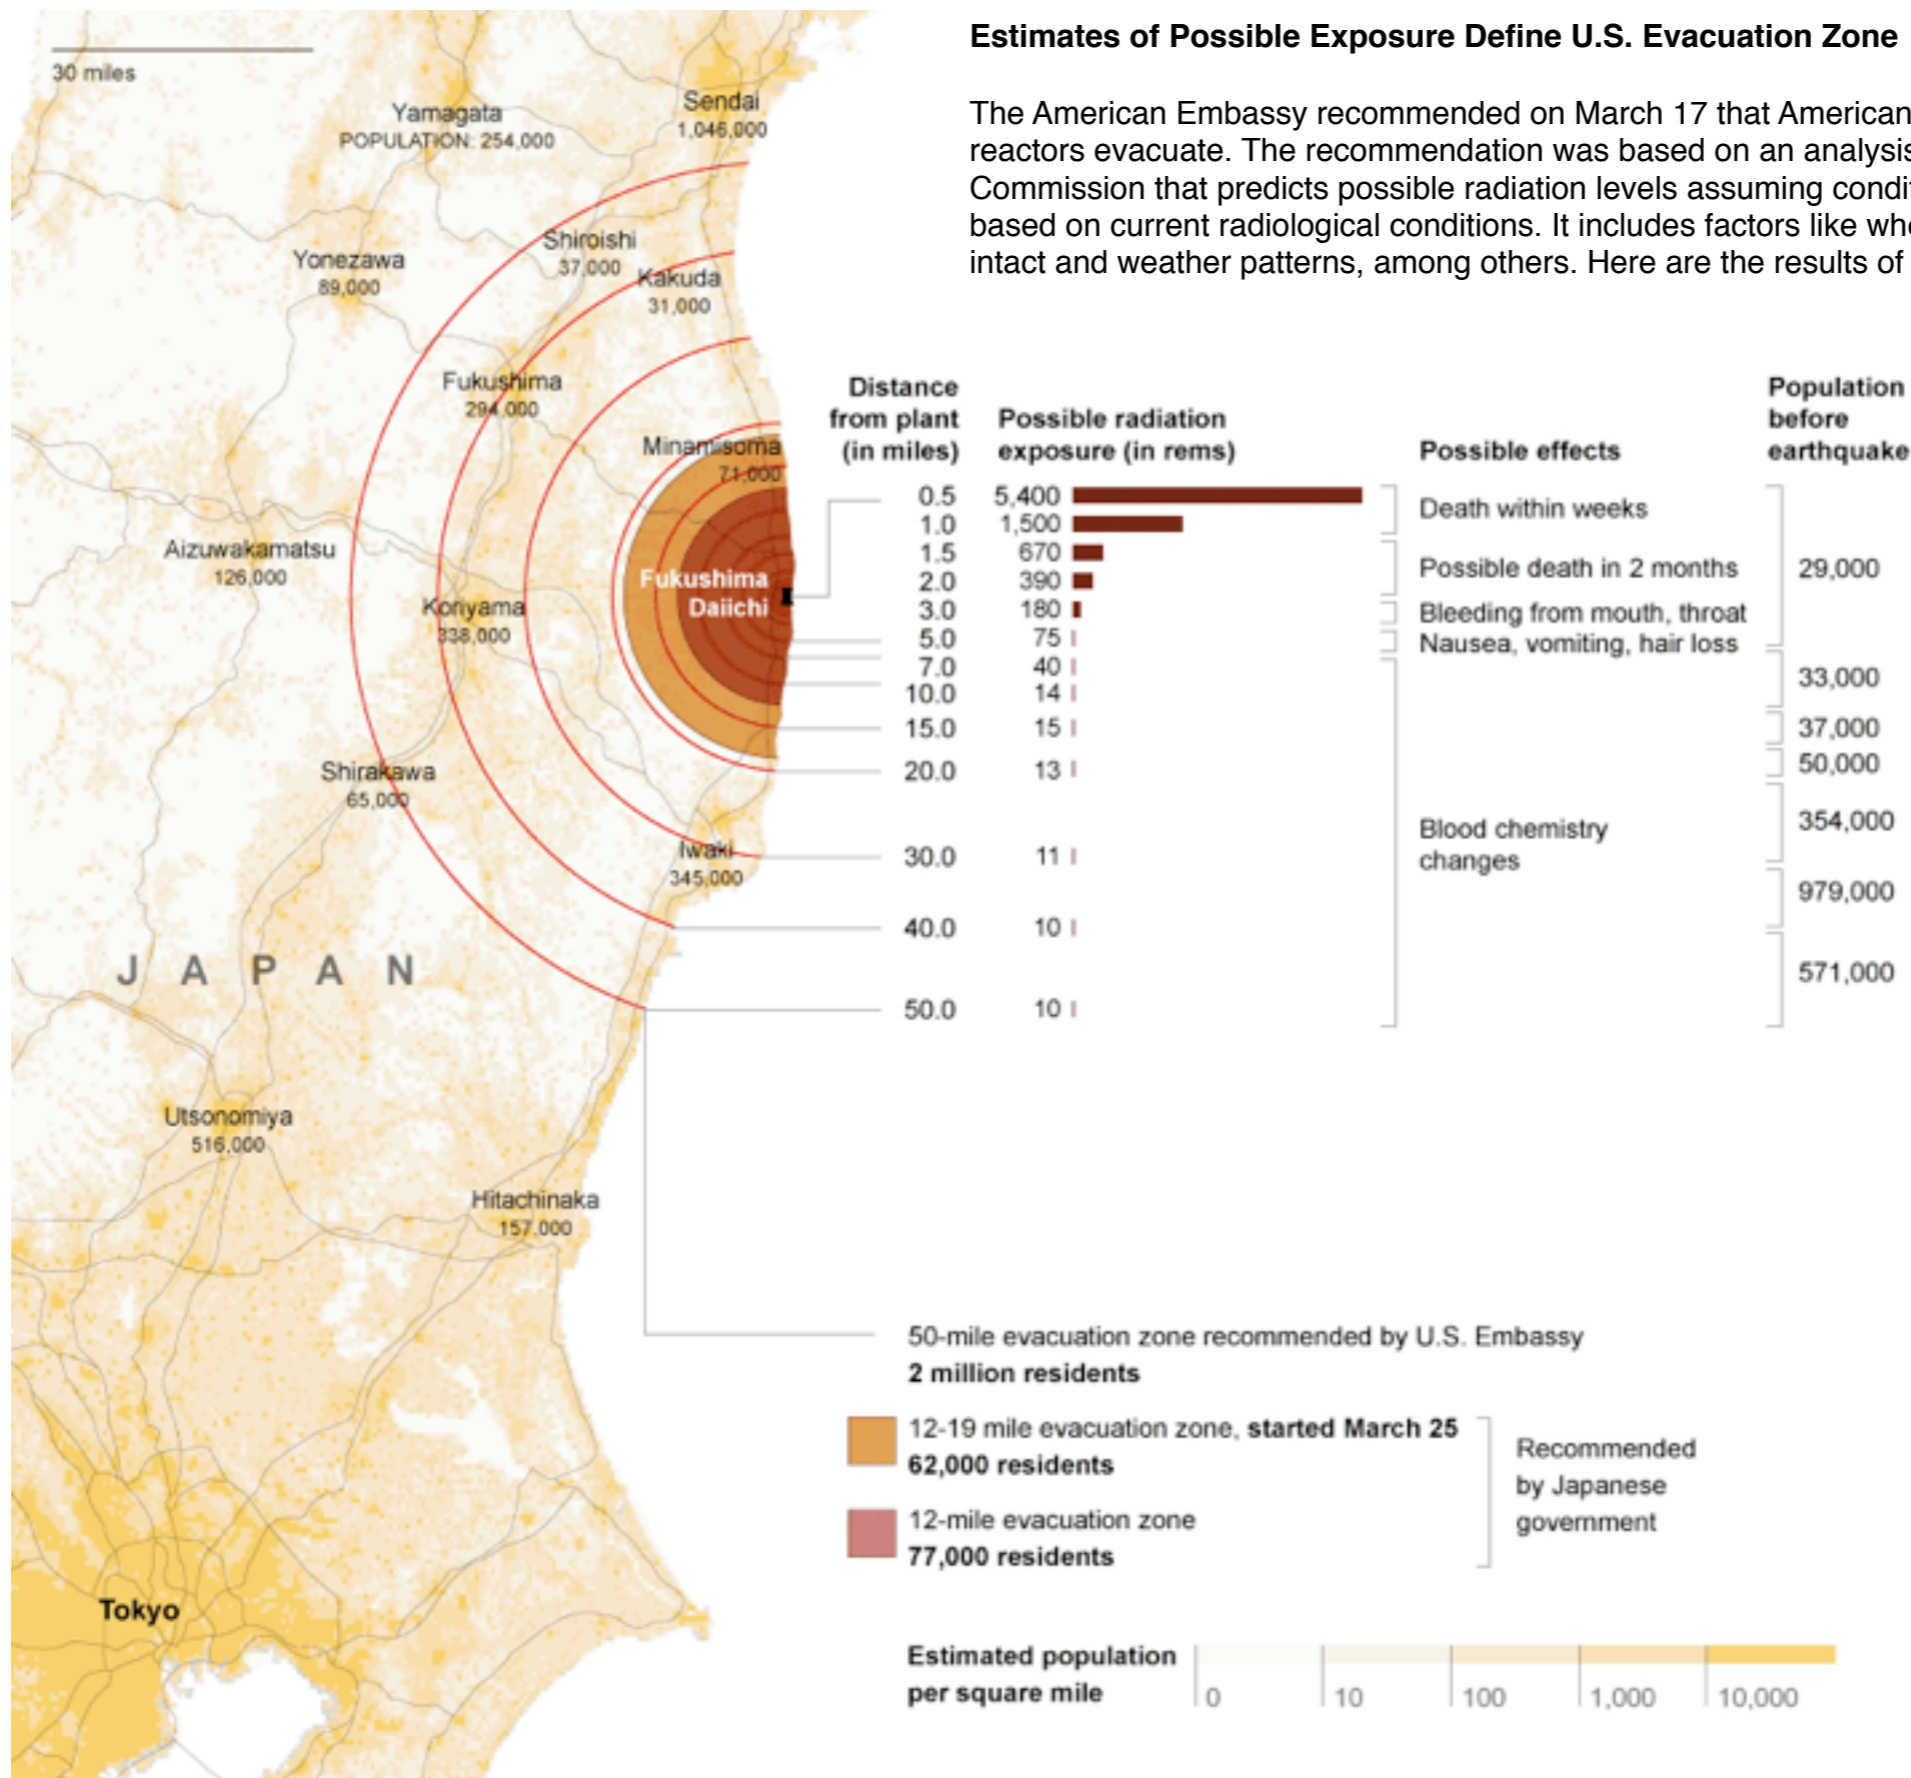 Estimates of Possible Exposure Define U.S. Evacuation Zone
The American Embassy recommended on March 17 that American
reactors evacuate. The recommendation was based on an analysis
Commission that predicts possible radiation levels assuming condit
based on current radiological conditions. It includes factors like whe
intact and weather patterns, among others. Here are the results of
30 miles
Yamagata
POPULATION: 254,000
Sendai
1,046,000
Shiroishi
37,000
Yonezawa
89,000
Kakuda
31,000
Fukushima
294,000
Minamisoma
71,000
Aizuwakamatsu
126,000
Fukushima
Daiichi
Koriyama
338,000
Shirakawa
65,000
Iwaki
345,000
JAPAN
Utsonomiya
516,000
Hitachinaka
157,000
Tokyo
Distance
from plant
(in miles)
Possible radiation
exposure (in rems)
Possible effects
Population
before
earthquake
0.5 5,400
1.0 1,500
Death within weeks
1.5 670
2.0 390
Possible death in 2 months
3.0 180
Bleeding from mouth, throat
5.0 75
Nausea, vomiting, hair loss
29,000
7.0 40
10.0 14
33,000
15.0 15
37,000
20.0 13
50,000
30.0 11
354,000
Blood chemistry
changes
40.0 10
979,000
50.0 10
571,000
50-mile evacuation zone recommended by U.S. Embassy
2 million residents
12-19 mile evacuation zone, started March 25
62,000 residents
12-mile evacuation zone
77,000 residents
Recommended
by Japanese
government
Estimated population
per square mile
0 10 100 1,000 10,000